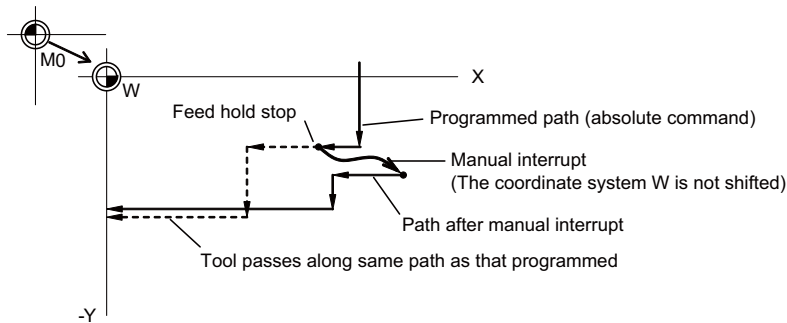 M0
W
X
Feed hold stop
Programmed path (absolute command)
Manual interrupt
(The coordinate system W is not shifted)
Path after manual interrupt
Tool passes along same path as that programmed
-Y